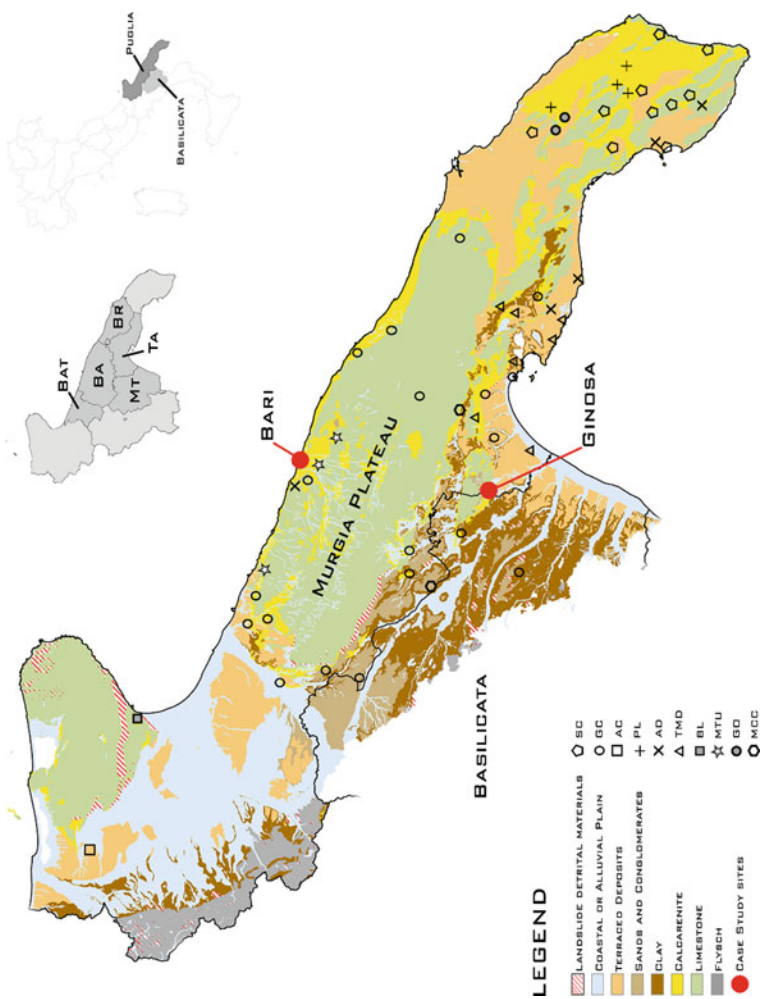 PUGLIA
BASILICATA
BAT
BA
BR
TA
MT
BARI
MURGIA PLATEAU
GINOSA
BASILICATA
LEGEND
LANDSLIDE DETRITAL MATERIALS
COASTAL OR ALLUVIAL PLAIN
TERRACED DEPOSITS
SANDS AND CONGLOMERATES
CLAY
CALCARENITE
LIMESTONE
FLYSCH
CASE STUDY SITES
SC
GC
AC
PL
AD
TMD
BL
MTU
GD
MCC